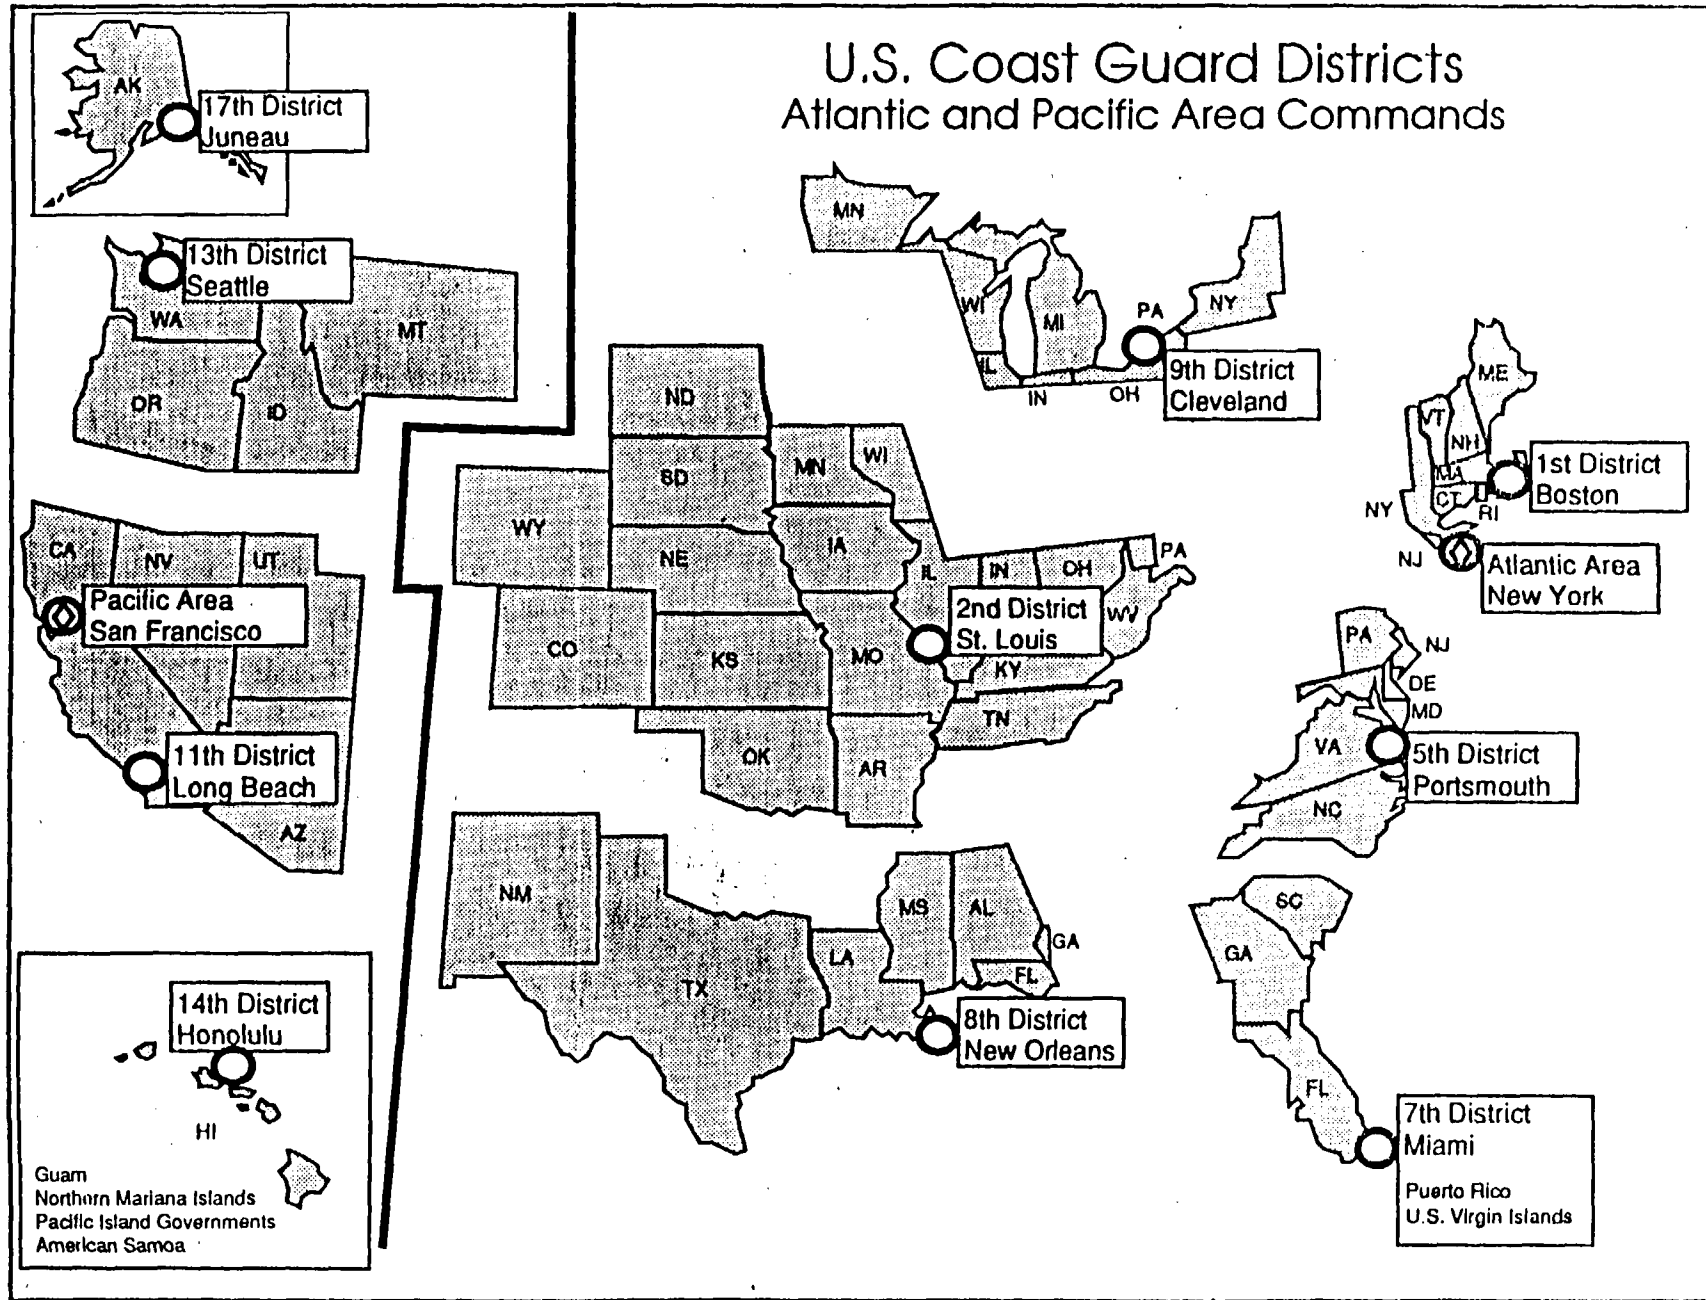 U.S. Coast Guard Districts
Atlantic and Pacific Area Commands
AK
17th District
Juneau
13th District
Seattle
WA
MT
OR
ID
CA
NV
UT
Pacific Area
San Francisco
11th District
Long Beach
AZ
14th District
Honolulu
HI
Guam
Northern Mariana Islands
Pacific Island Governments
American Samoa
MN
WI
MI
IL
IN
OH
PA
NY
9th District
Cleveland
ND
SD
MN
WI
WY
NE
IA
IL
IN
OH
PA
WV
2nd District
St. Louis
CO
KS
MO
KY
TN
OK
AR
NM
TX
LA
MS
AL
GA
FL
8th District
New Orleans
ME
VT
NH
MA
CT
RI
NY
NJ
1st District
Boston
Atlantic Area
New York
PA
NJ
DE
MD
VA
NC
5th District
Portsmouth
SC
GA
FL
7th District
Miami
Puerto Rico
U.S. Virgin Islands